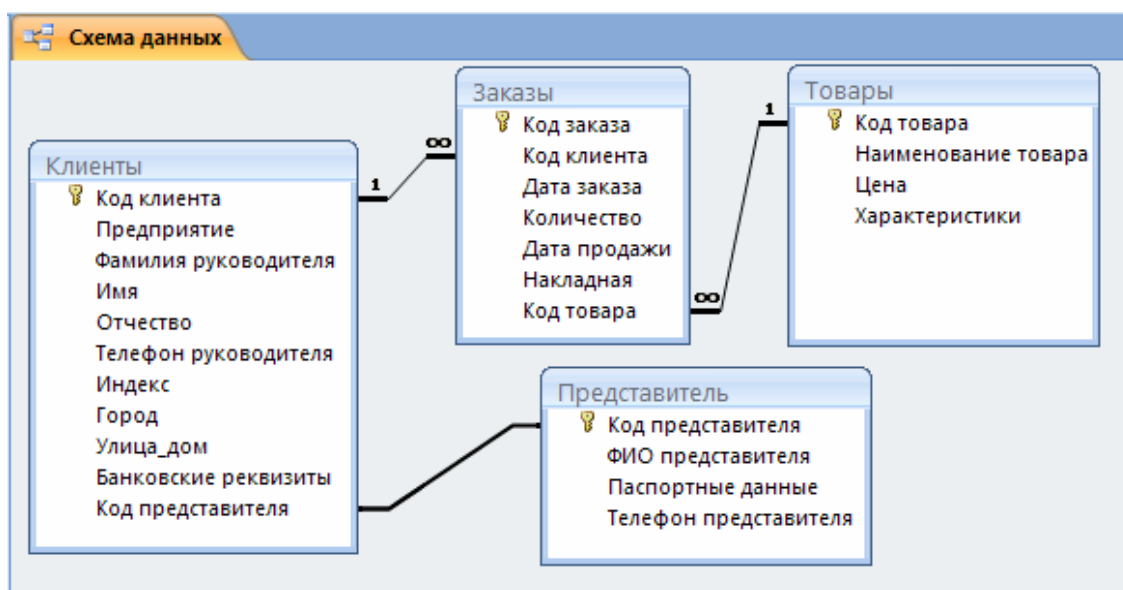 Схема данных
Клиенты
Код клиента
Предприятие
Фамилия руководителя
Имя
Отчество
Телефон руководителя
Индекс
Город
Улица_дом
Банковские реквизиты
Код представителя
1
∞
Заказы
Код заказа
Код клиента
Дата заказа
Количество
Дата продажи
Накладная
Код товара
∞
1
Товары
Код товара
Наименование товара
Цена
Характеристики
Представитель
Код представителя
ФИО представителя
Паспортные данные
Телефон представителя